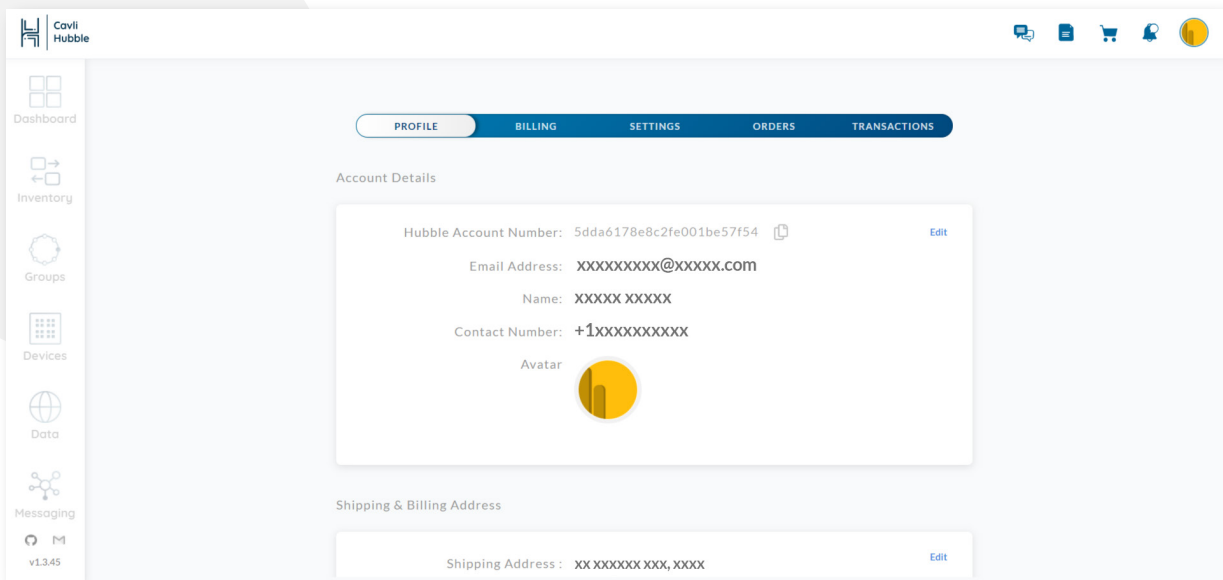 Cavli
Hubble
Dashboard
Inventory
Groups
Devices
Data
Messaging
v1.3.45
PROFILE BILLING SETTINGS ORDERS TRANSACTIONS
Account Details
Hubble Account Number: 5dda6178e8c2fe001be57f54 Edit
Email Address: xxxxxxxxx@xxxxx.com
Name: xxxxx xxxxx
Contact Number: +1xxxxxxxxxx
Avatar
Shipping & Billing Address
Shipping Address : xx xxxxxx xxx, xxxx Edit